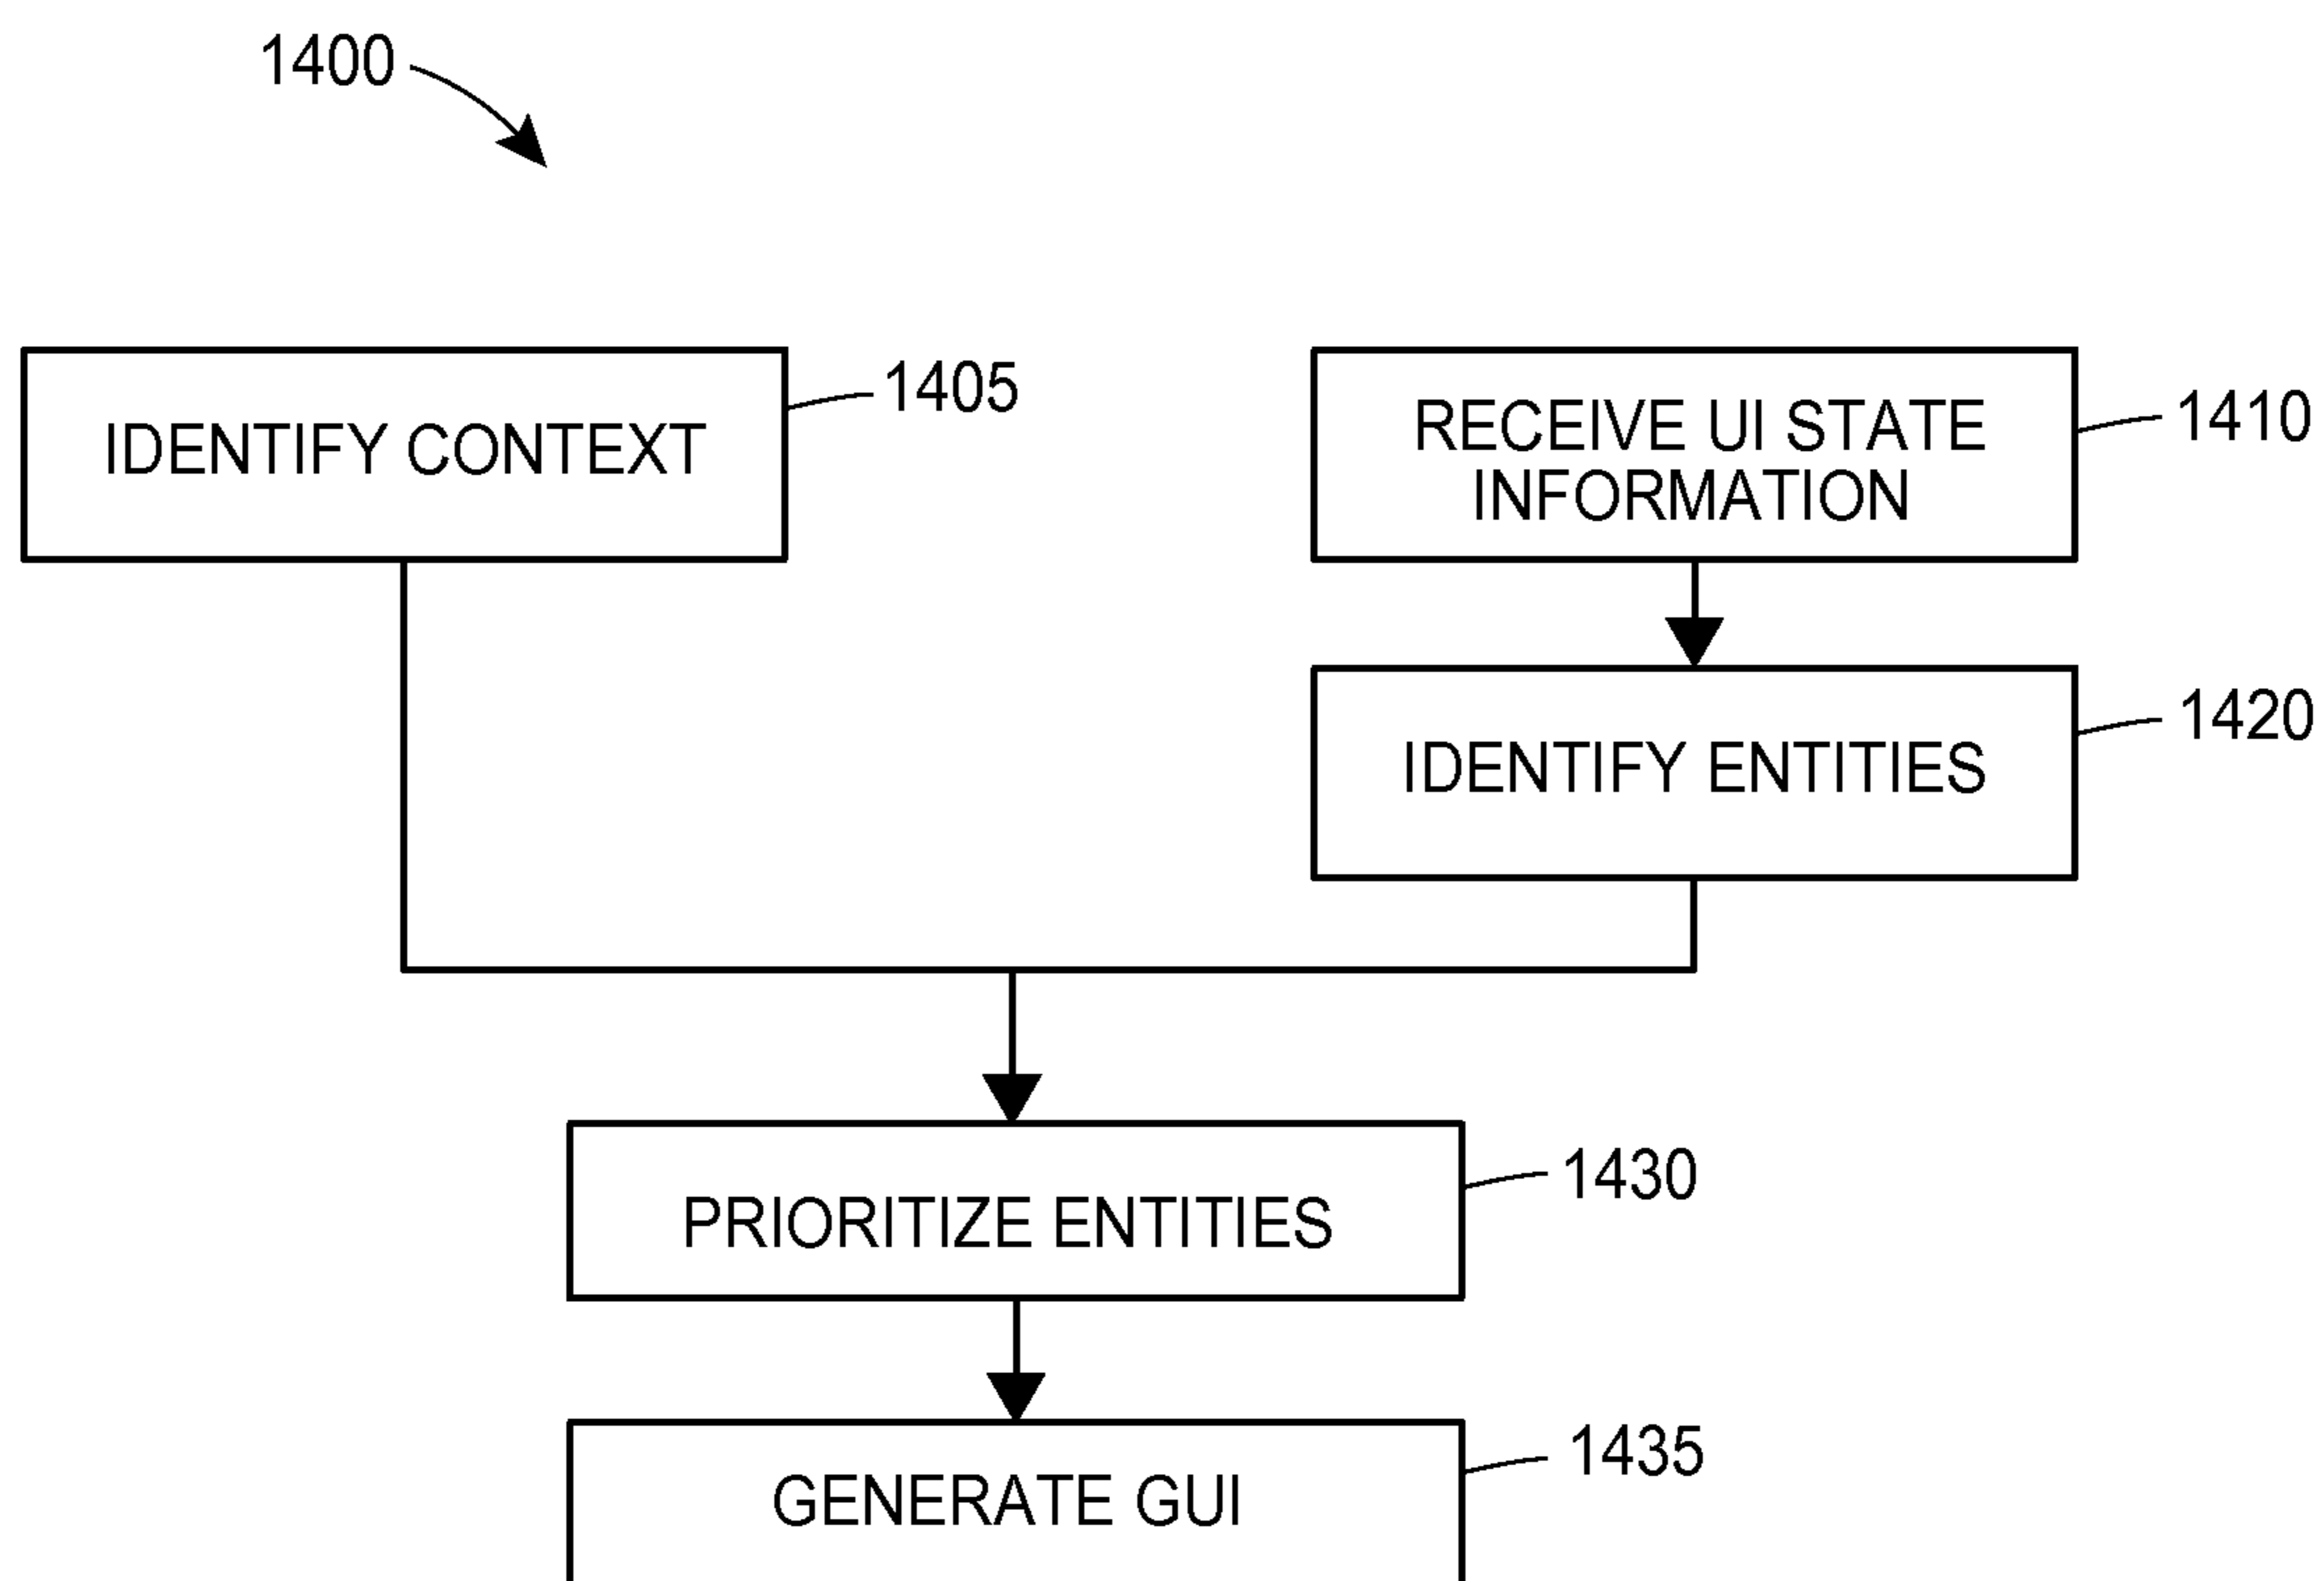 1400
IDENTIFY CONTEXT
1405
RECEIVE UI STATE
INFORMATION
1410
IDENTIFY ENTITIES
1420
PRIORITIZE ENTITIES
1430
GENERATE GUI
1435